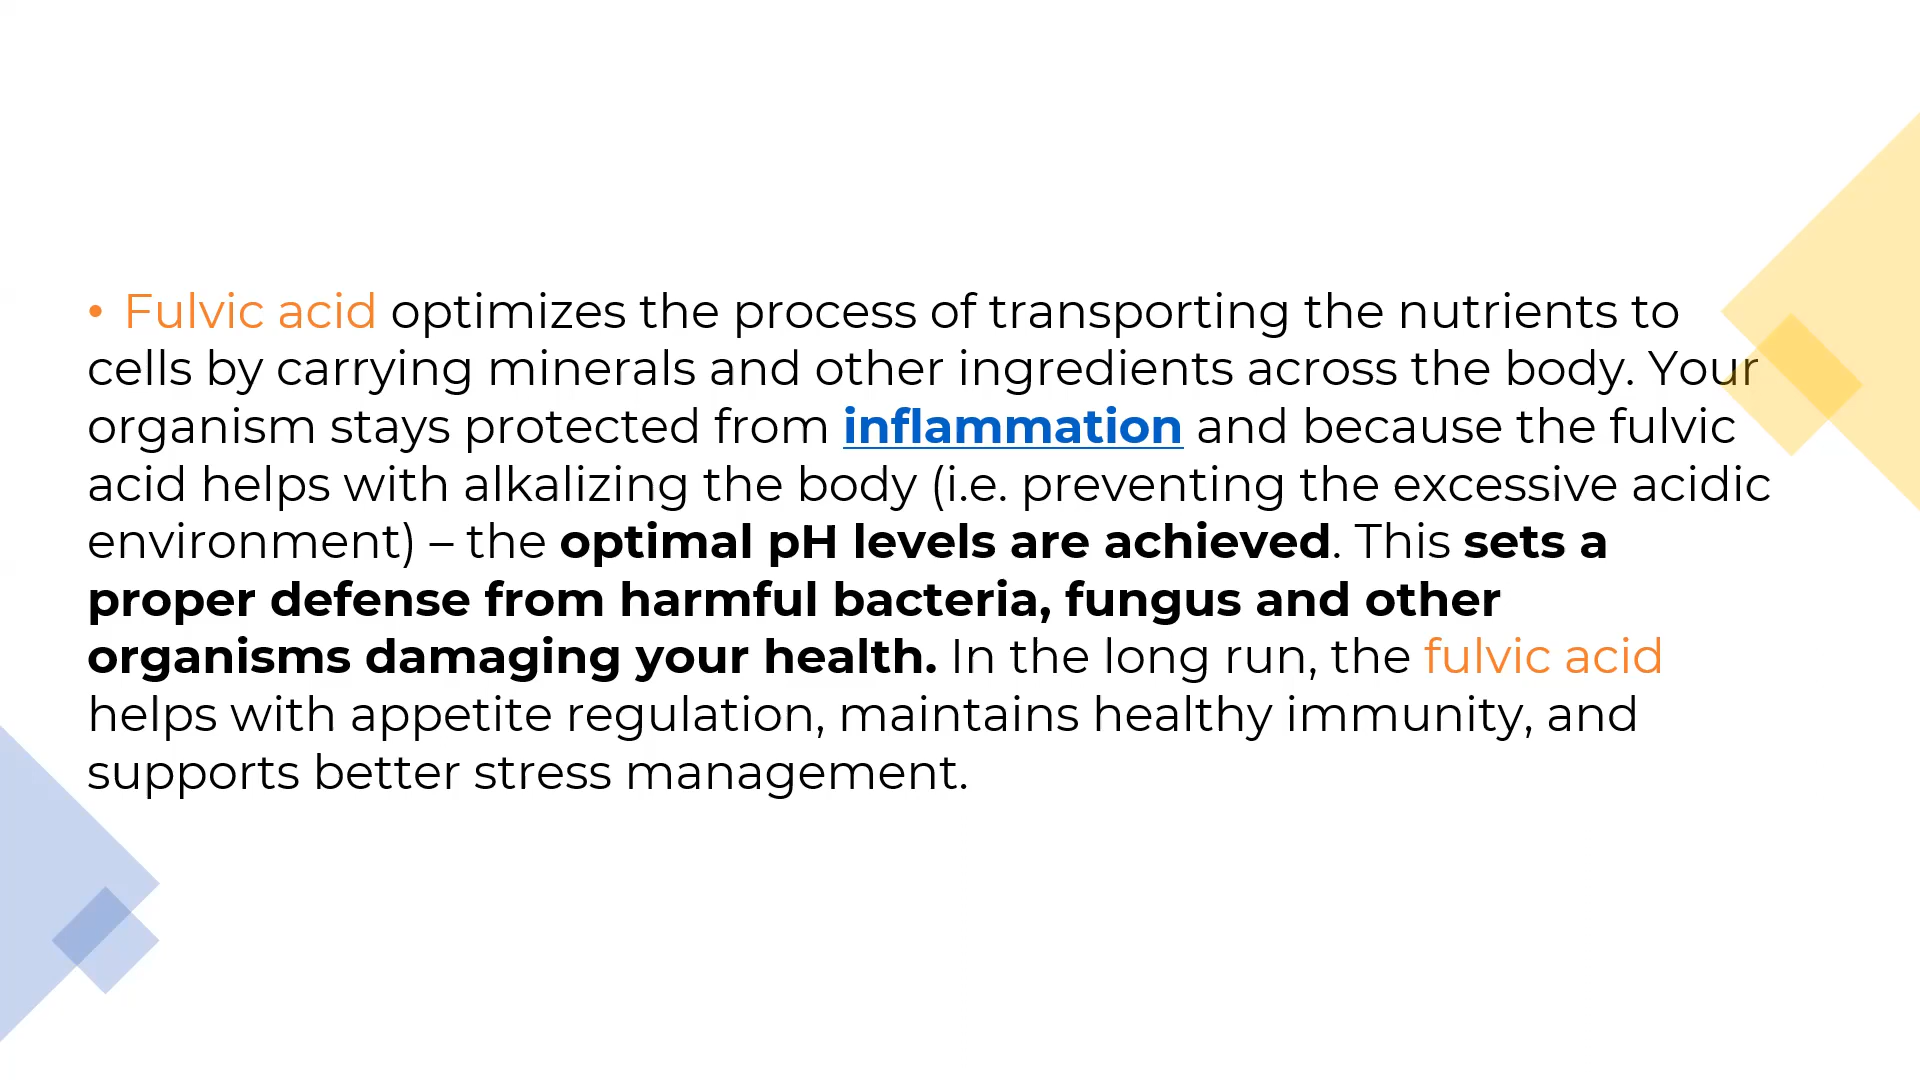 • Fulvic acid optimizes the process of transporting the nutrients to
cells by carrying minerals and other ingredients across the body. Your
organism stays protected from inflammation and because the fulvic
acid helps with alkalizing the body (i.e. preventing the excessive acidic
environment) – the optimal pH levels are achieved. This sets a
proper defense from harmful bacteria, fungus and other
organisms damaging your health. In the long run, the fulvic acid
helps with appetite regulation, maintains healthy immunity, and
supports better stress management.